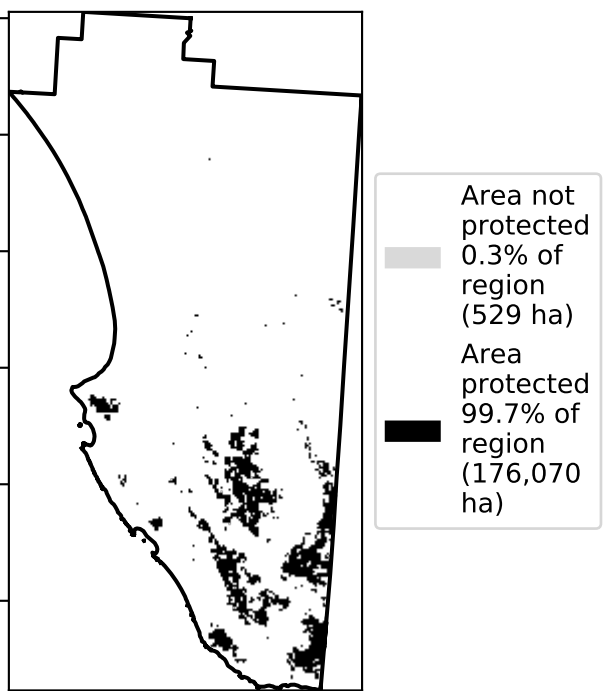 Area not
protected
0.3% of
region
(529 ha)
Area
protected
99.7% of
region
(176,070
ha)